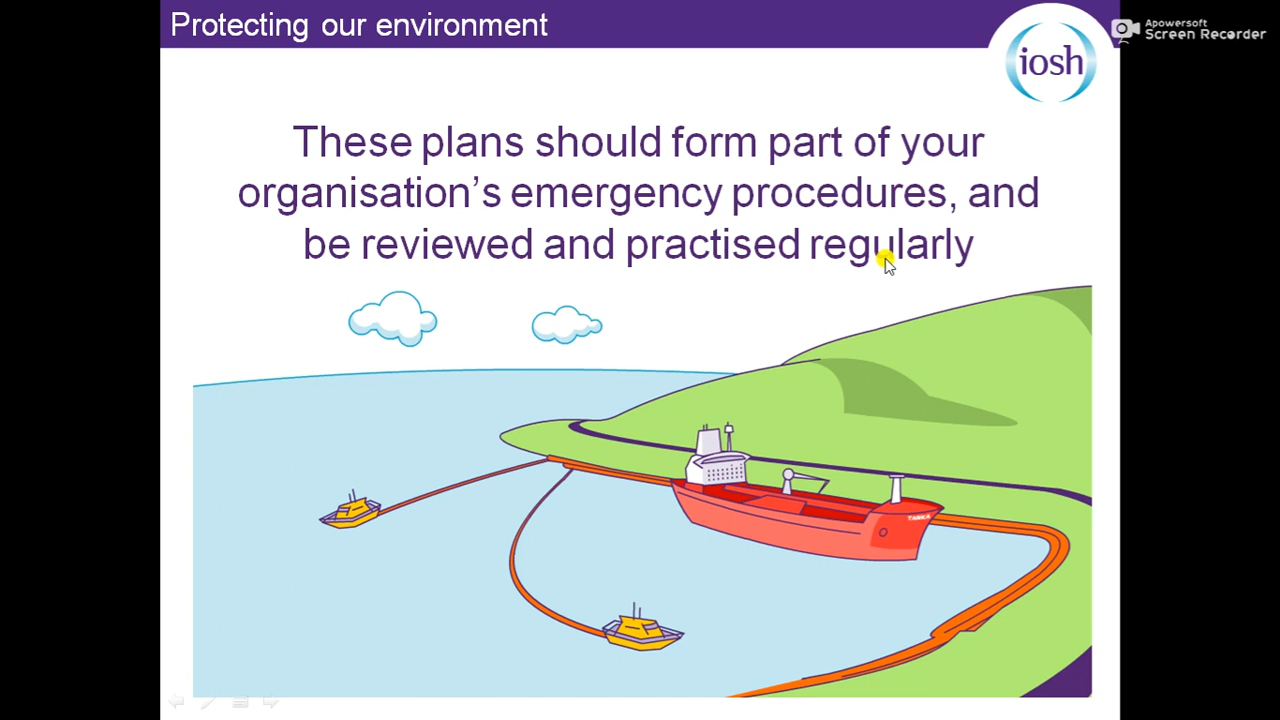 Protecting our environment
Apowersoft
Screen Recorder
iosh
These plans should form part of your
organisation's emergency procedures, and
be reviewed and practised regularly